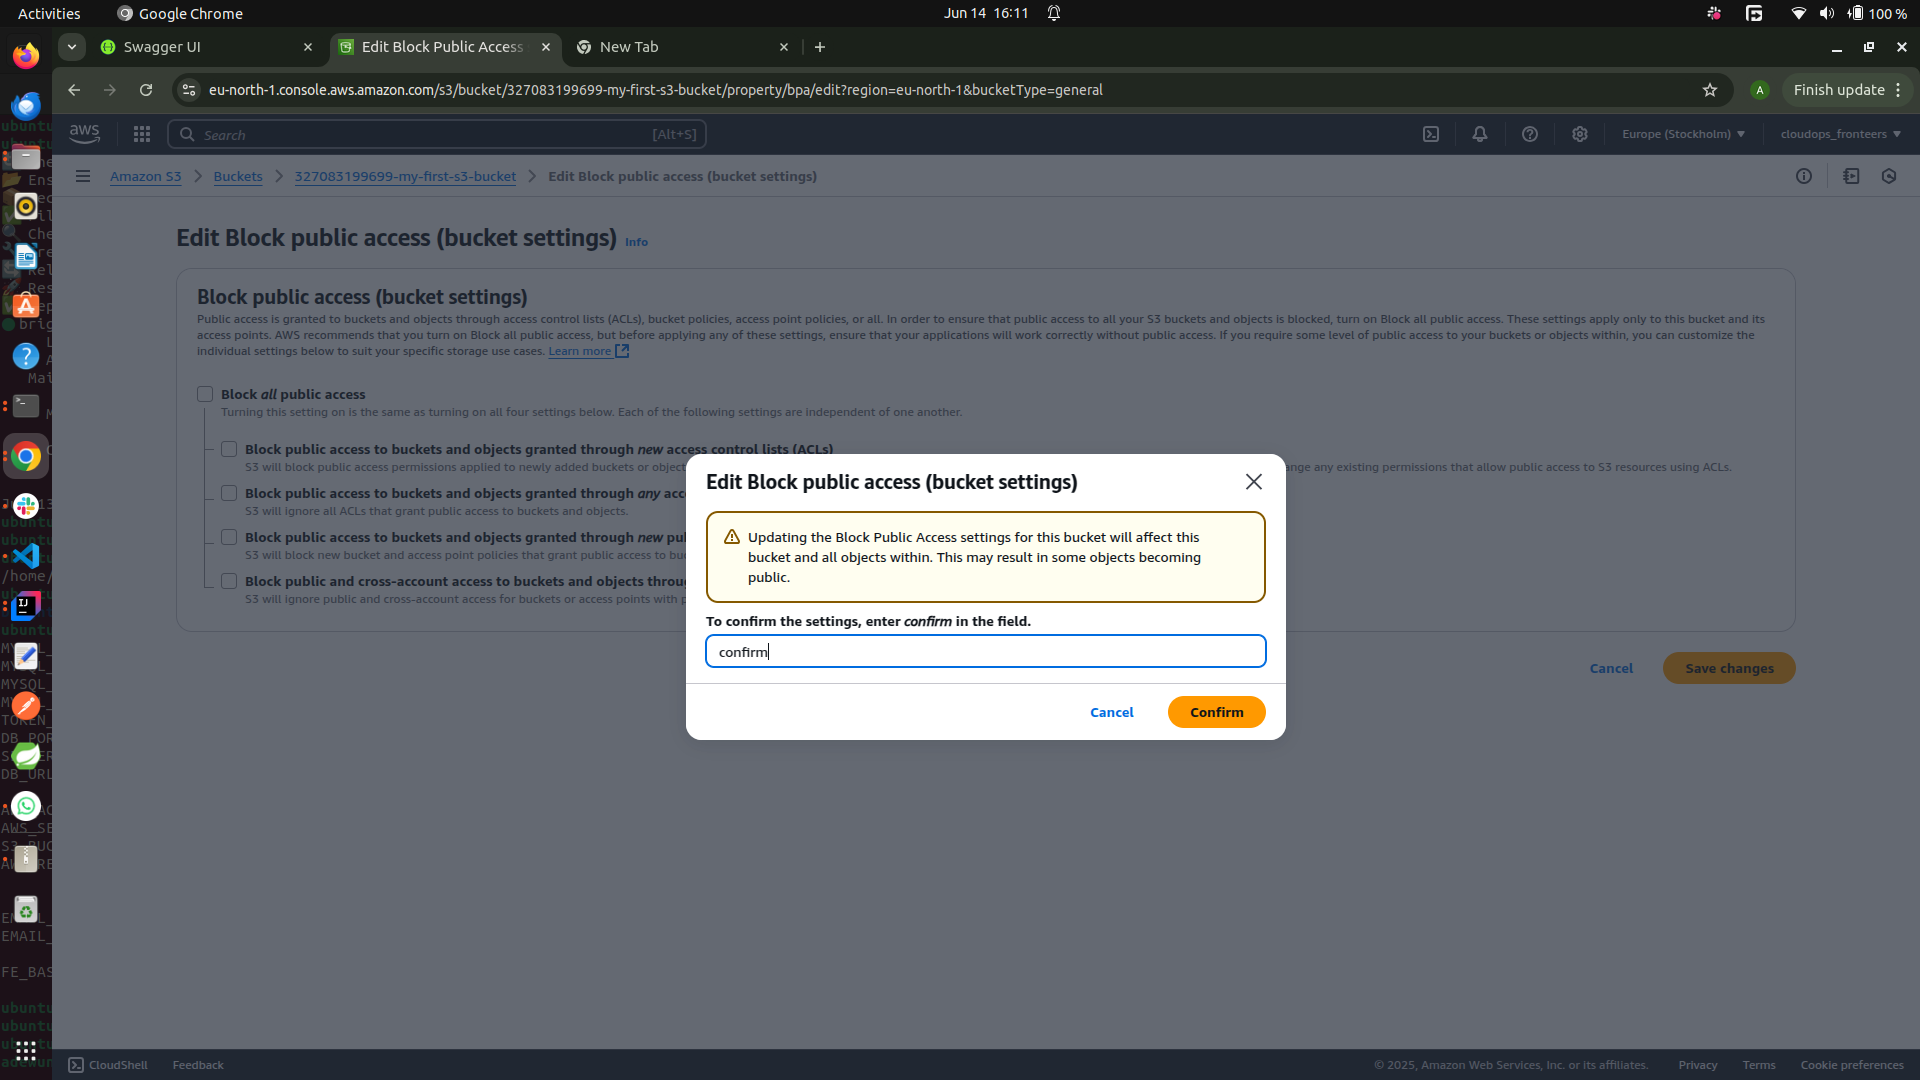 Activities
Google Chrome
Jun 14 16:11
100 %
Swagger UI
Edit Block Public Access
New Tab
eu-north-1.console.aws.amazon.com/s3/bucket/327083199699-my-first-s3-bucket/property/bpa/edit?region=eu-north-1&bucketType=general
A
Finish update
aws
Search
[Alt+S]
Europe (Stockholm)
cloudops_fronteers
Amazon S3
Buckets
327083199699-my-first-s3-bucket
Edit Block public access (bucket settings)
Edit Block public access (bucket settings) Info
Block public access (bucket settings)
Public access is granted to buckets and objects through access control lists (ACLs), bucket policies, access point policies, or all. In order to ensure that public access to all your S3 buckets and objects is blocked, turn on Block all public access. These settings apply only to this bucket and its
access points. AWS recommends that you turn on Block all public access, but before applying any of these settings, ensure that your applications will work correctly without public access. If you require some level of public access to your buckets or objects within, you can customize the
individual settings below to suit your specific storage use cases. Learn more
Block all public access
Turning this setting on is the same as turning on all four settings below. Each of the following settings are independent of one another.
Block public access to buckets and objects granted through new access control lists (ACLs)
S3 will block public access permissions applied to newly added buckets or object
nge any existing permissions that allow public access to S3 resources using ACLs.
Block public access to buckets and objects granted through any acc
S3 will ignore all ACLs that grant public access to buckets and objects.
Block public access to buckets and objects granted through new pu
S3 will block new bucket and access point policies that grant public access to bu
Block public and cross-account access to buckets and objects throu
S3 will ignore public and cross-account access for buckets or access points with p
Cancel
Save changes
Edit Block public access (bucket settings)
Updating the Block Public Access settings for this bucket will affect this
bucket and all objects within. This may result in some objects becoming
public.
To confirm the settings, enter confirm in the field.
confirm
Cancel
Confirm
CloudShell
Feedback
© 2025, Amazon Web Services, Inc. or its affiliates.
Privacy
Terms
Cookie preferences
ubuntu
Ens
Che
brig
Mai
ubuntu
/home/
MYSQL_
TOKEN_
DB_POR
DB_URL
AWS_SE
EMAIL_
FE_BAS
ubuntu
ubuntu